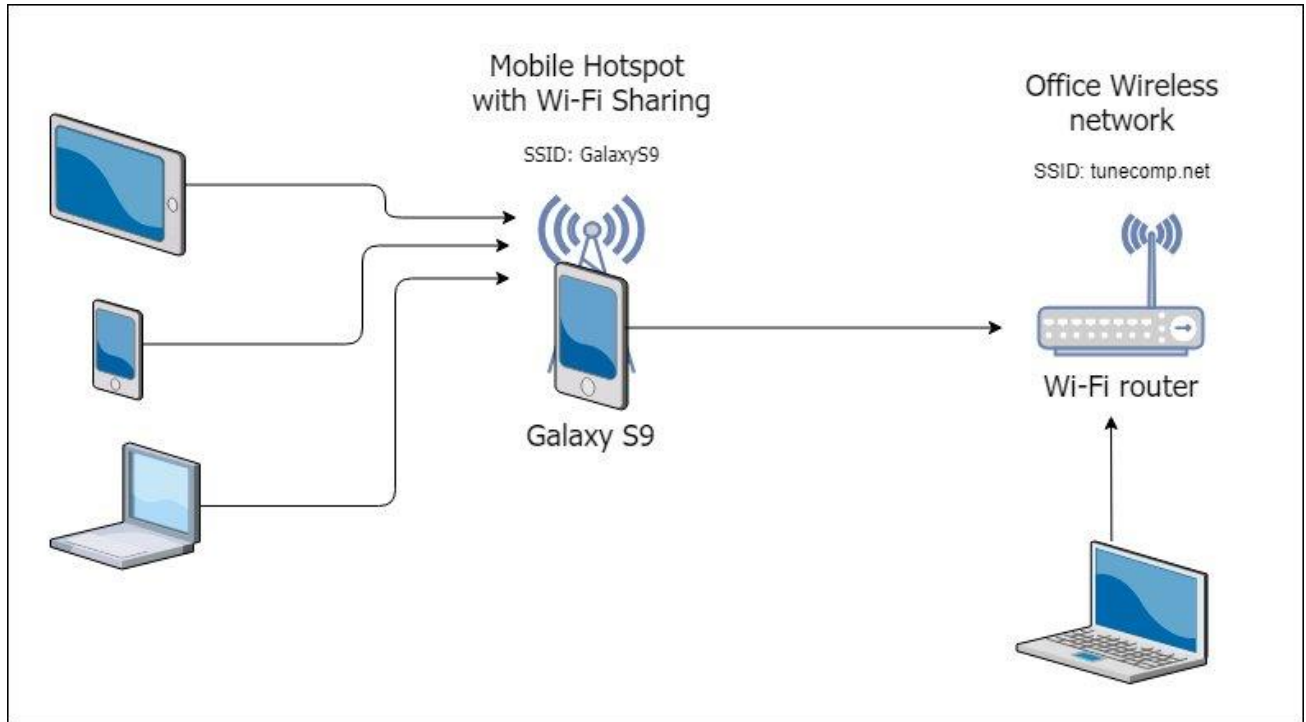 Mobile Hotspot
with Wi-Fi Sharing
SSID: GalaxyS9
Galaxy S9
Office Wireless
network
SSID: tunecomp.net
Wi-Fi router